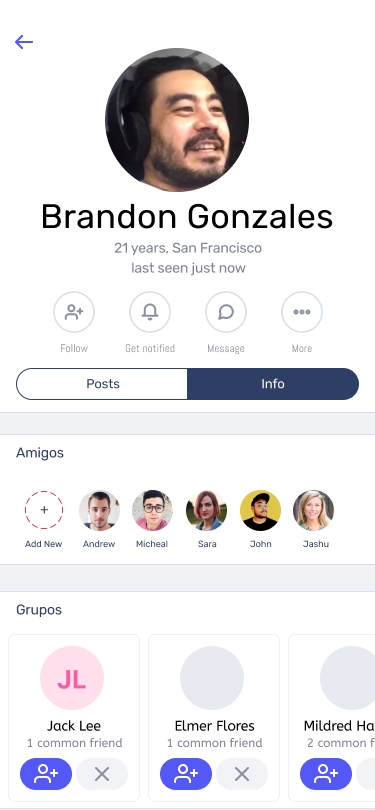 Brandon Gonzales
21 years, San Francisco
last seen just now
Follow Get notified Message More
Posts Info
Amigos
+
Add New Andrew Micheal Sara John Jashu
Grupos
JL
Jack Lee Elmer Flores Mildred Ha
1 common friend 1 common friend 2 common f